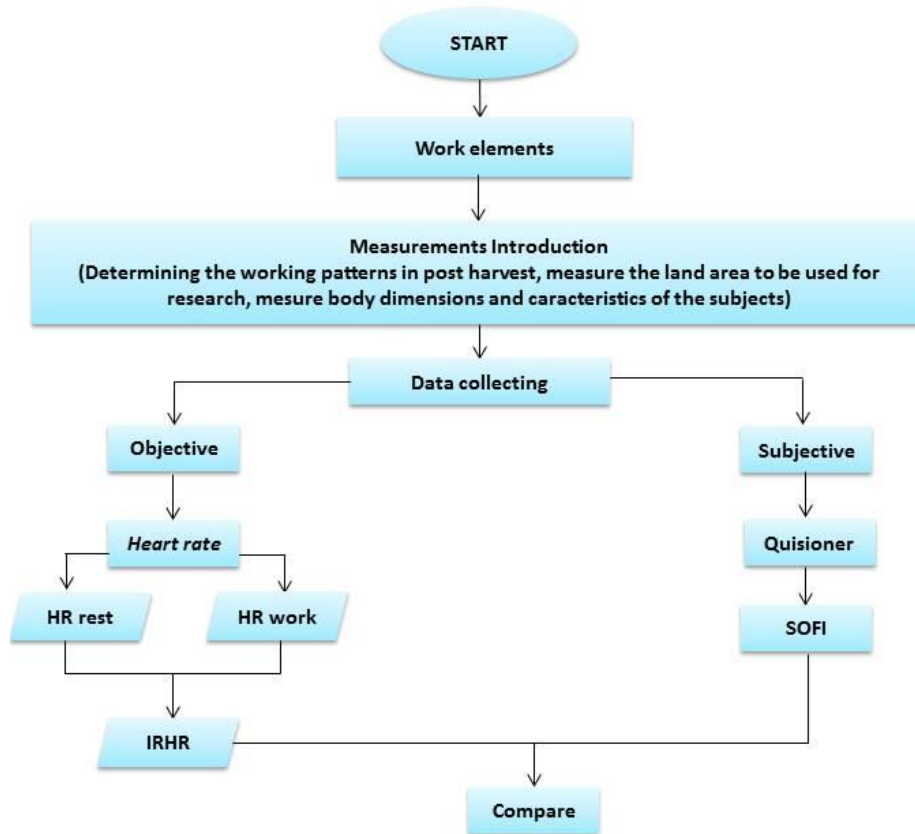 START
Work elements
Measurements Introduction
(Determining the working patterns in post harvest, measure the land area to be used for
research, mesure body dimensions and caracteristics of the subjects)
Data collecting
Objective
Subjective
Heart rate
Quisioner
HR rest
HR work
SOFI
IRHR
Compare